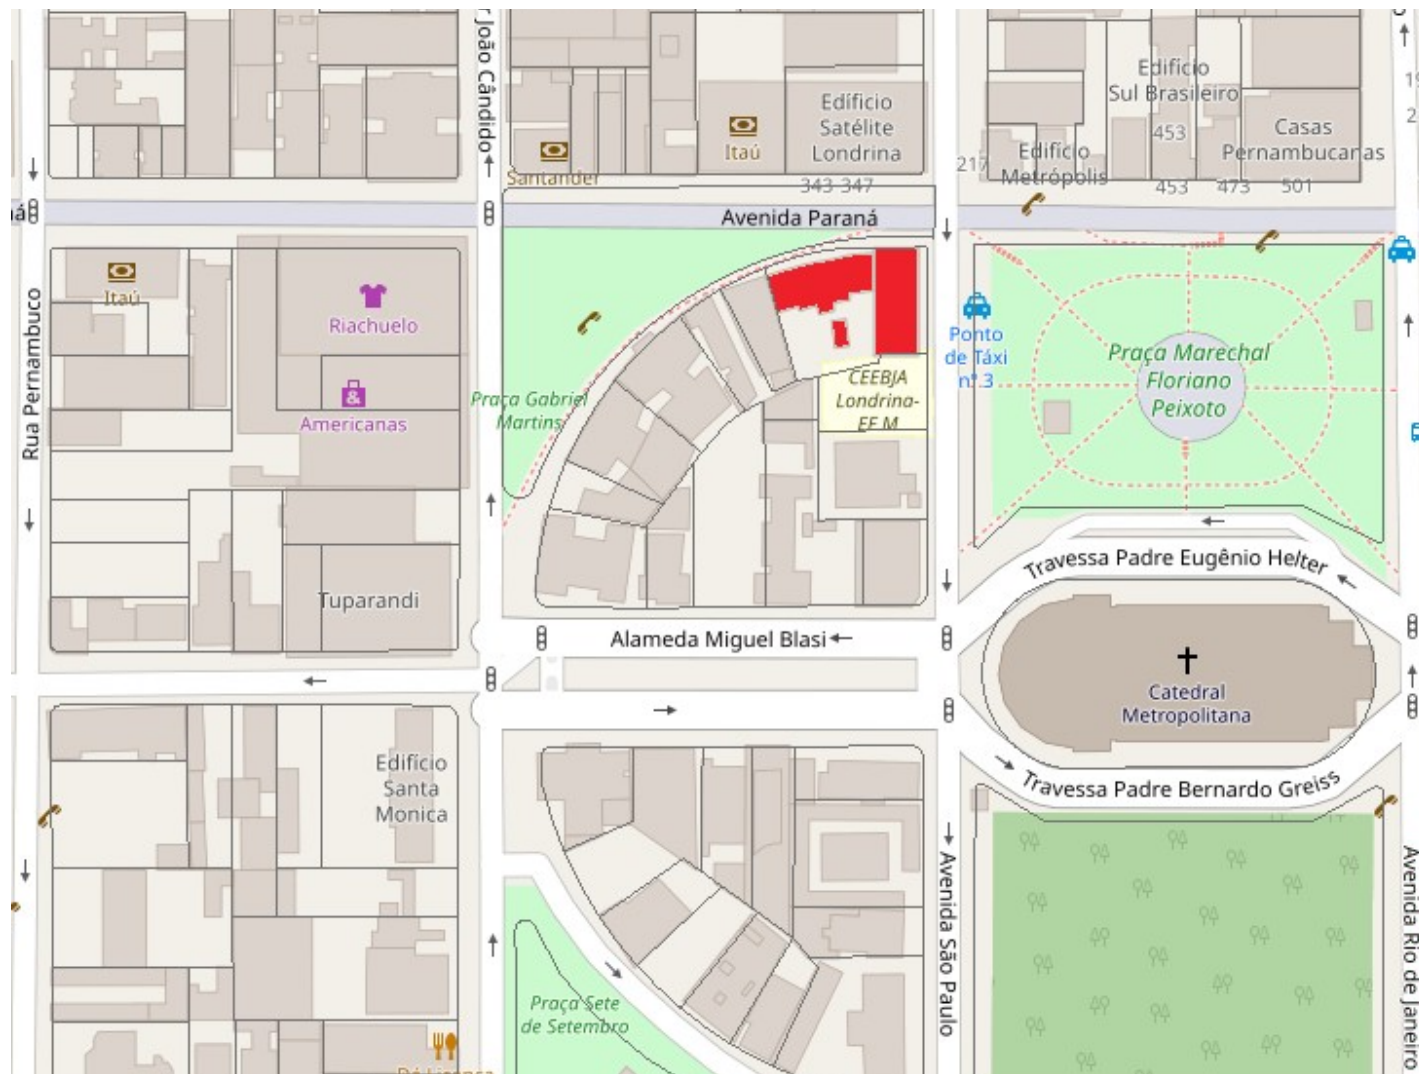 r João Cândido
Edifício
Satélite
Londrina
Itaú
Santander
343-347
Edifício
Sul Brasileiro
453
Edifício
Metrópolis
217
453
473
501
Casas
Pernambucanas
Avenida Paraná
Rua Pernambuco
Itaú
Riachuelo
Americanas
Tuparandi
Praça Gabriel
Martins
CEEBJA
Londrina-
EF M
Ponto
de Táxi
n° 3
Praça Marechal
Floriano
Peixoto
Travessa Padre Eugênio Helter
Alameda Miguel Blasi
Catedral
Metropolitana
Travessa Padre Bernardo Greiss
Edifício
Santa
Monica
Avenida São Paulo
Avenida Rio de Janeiro
Praça Sete
de Setembro